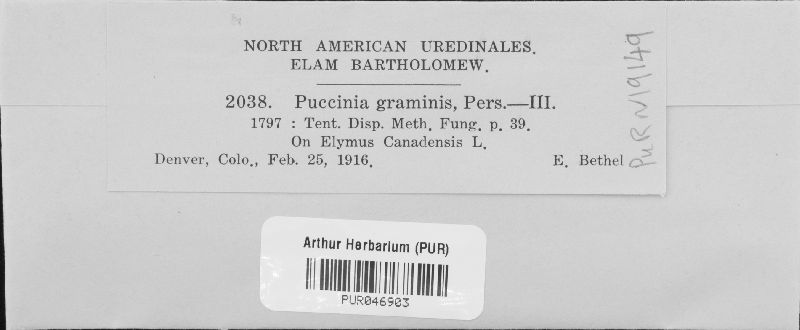 NORTH AMERICAN UREDINALES.
ELAM BARTHOLOMEW.
2038. Puccinia graminis, Pers.—III.
1797 : Tent. Disp. Meth. Fung. p. 39.
On Elymus Canadensis L.
Denver, Colo., Feb. 25, 1916. E. Bethel
PUR N19149
Arthur Herbarium (PUR)
PUR046903